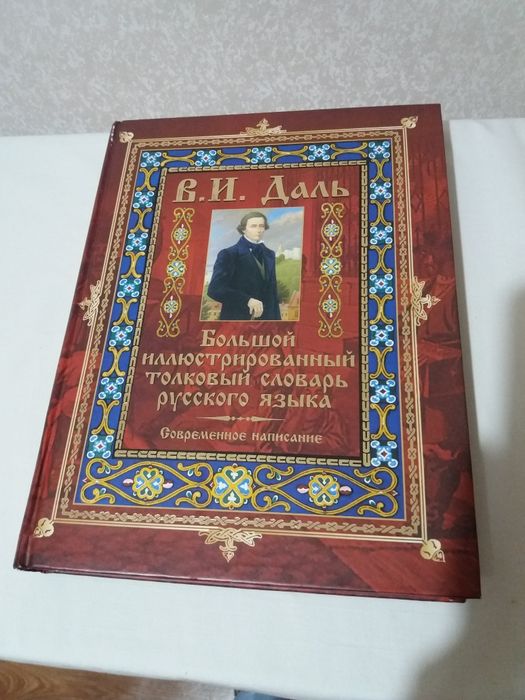 В.И. Даль
Большой
иллюстрированный
толковый словарь
русского языка
Современное написание